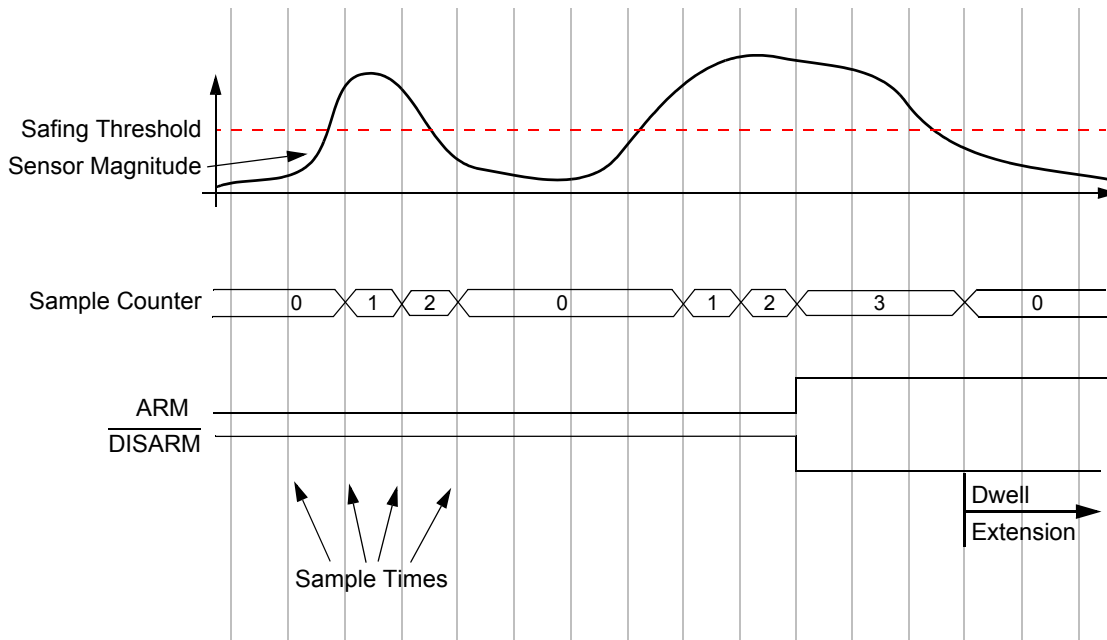 Safing Threshold
Sensor Magnitude
Sample Counter
0
1
2
0
1
2
3
0
ARM
DISARM
Dwell
Extension
Sample Times